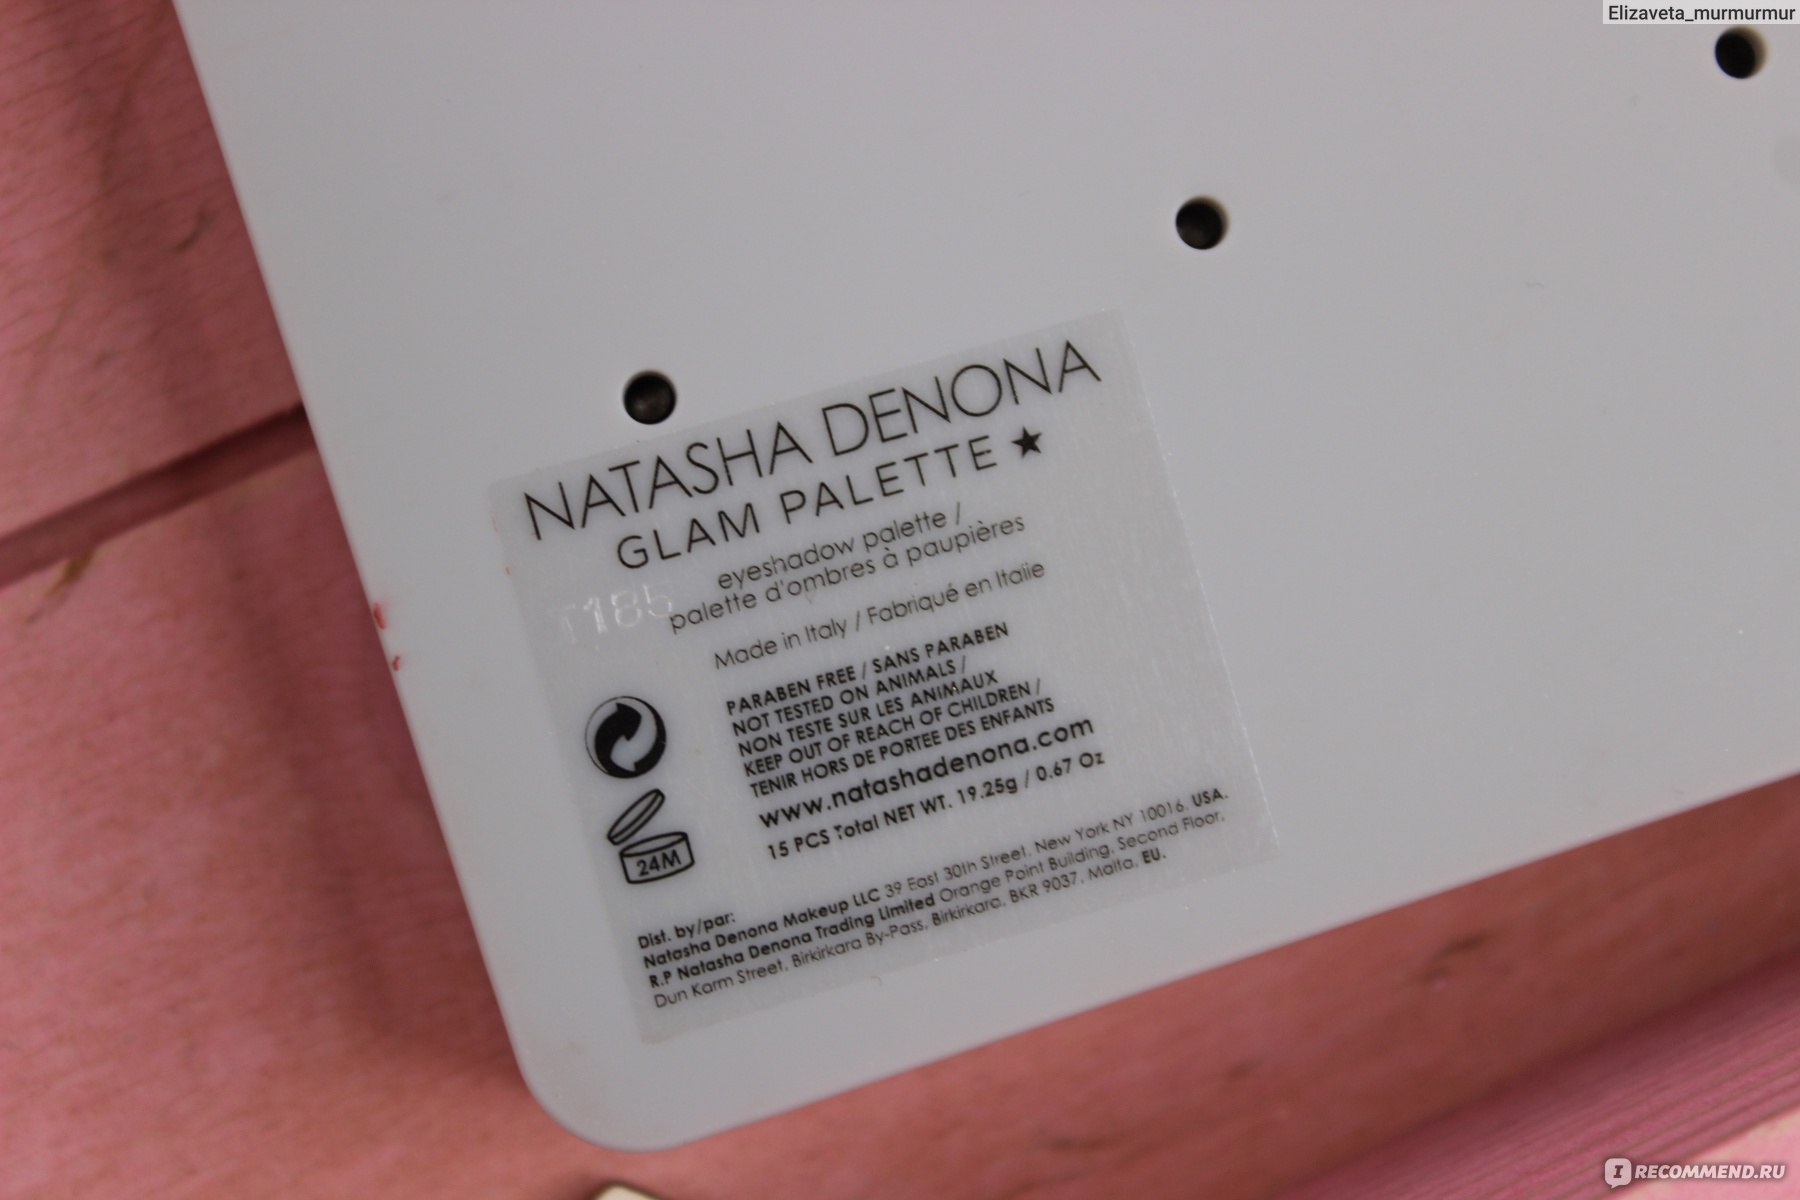 Elizaveta_murmurmur
NATASHA DENONA
GLAM PALETTE ★
eyeshadow palette /
palette d'ombres à paupières
T185
Made in Italy / Fabriqué en Italie
PARABEN FREE / SANS PARABEN
NOT TESTED ON ANIMALS /
NON TESTE SUR LES ANIMAUX
KEEP OUT OF REACH OF CHILDREN /
TENIR HORS DE PORTEE DES ENFANTS
www.natashadenona.com
15 PCS Total NET WT. 19.25g / 0.67 Oz
24M
Dist. by/par:
Natasha Denona Makeup LLC 39 East 30th Street, New York NY 10016, USA.
R.P Natasha Denona Trading Limited Orange Point Building, Second Floor,
Dun Karm Street, Birkirkara By-Pass, Birkirkara, BKR 9037, Malta, EU.
IRECOMMEND.RU